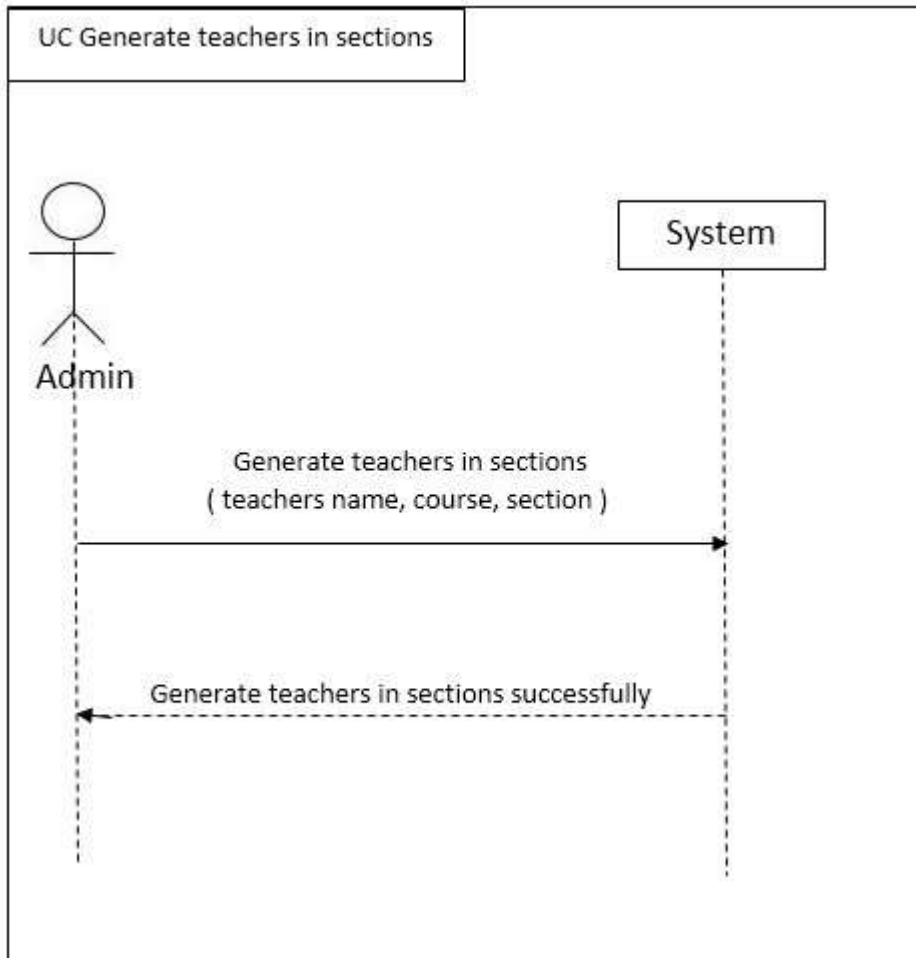 UC Generate teachers in sections
System
Admin
Generate teachers in sections
( teachers name, course, section )
Generate teachers in sections successfully